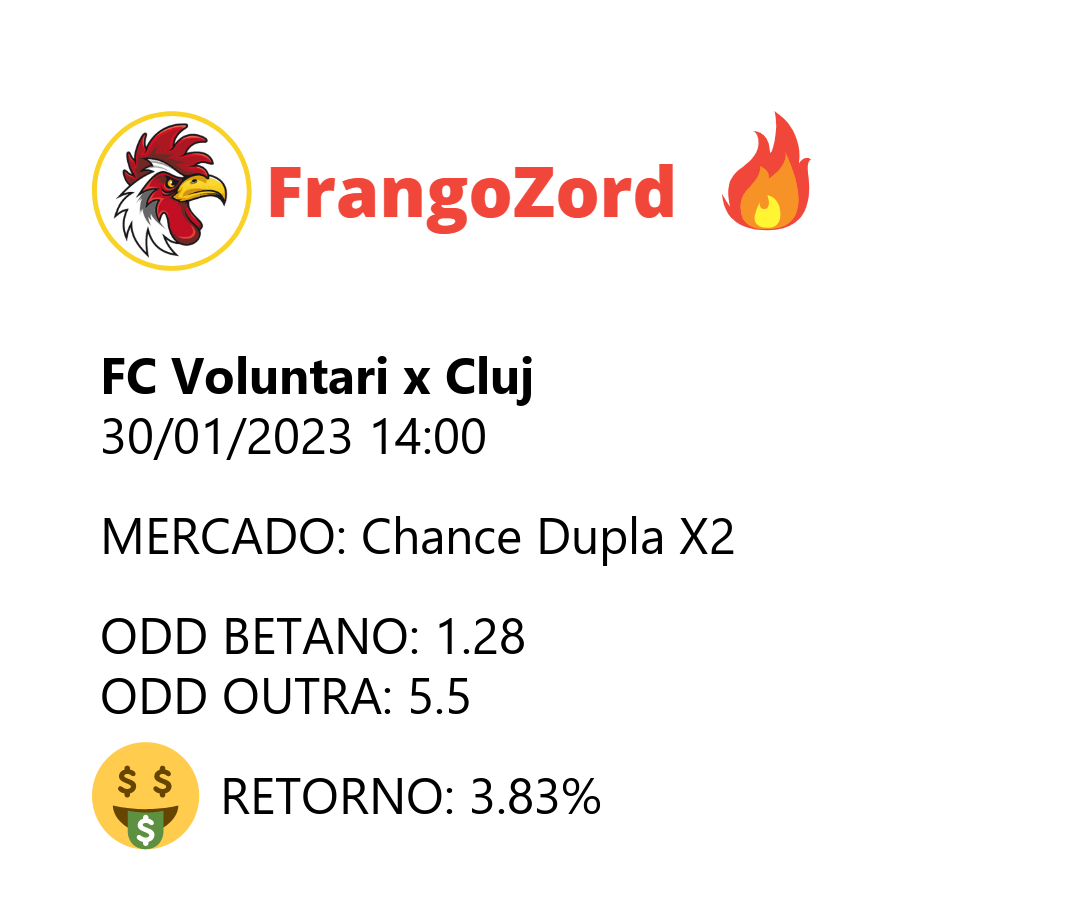 FrangoZord
FC Voluntari x Cluj
30/01/2023 14:00
MERCADO: Chance Dupla X2
ODD BETANO: 1.28
ODD OUTRA: 5.5
$ $
$
RETORNO: 3.83%